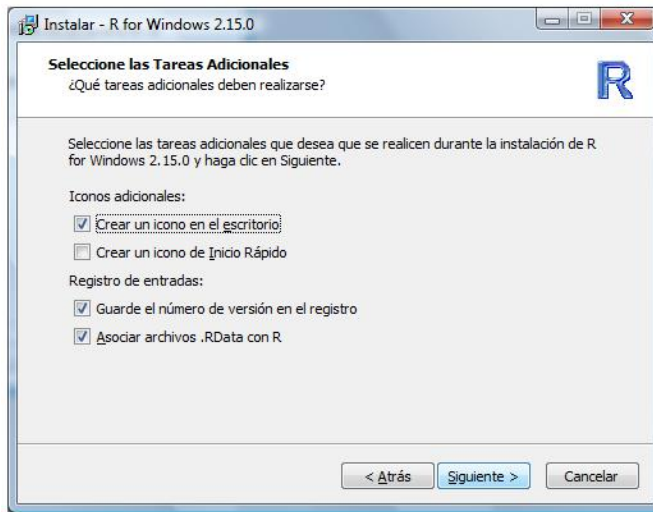 Instalar - R for Windows 2.15.0
Seleccione las Tareas Adicionales
¿Qué tareas adicionales deben realizarse?
R
Seleccione las tareas adicionales que desea que se realicen durante la instalación de R
for Windows 2.15.0 y haga clic en Siguiente.
Iconos adicionales:
Crear un icono en el escritorio
Crear un icono de Inicio Rápido
Registro de entradas:
Guarde el número de versión en el registro
Asociar archivos .RData con R
< Atrás Siguiente > Cancelar